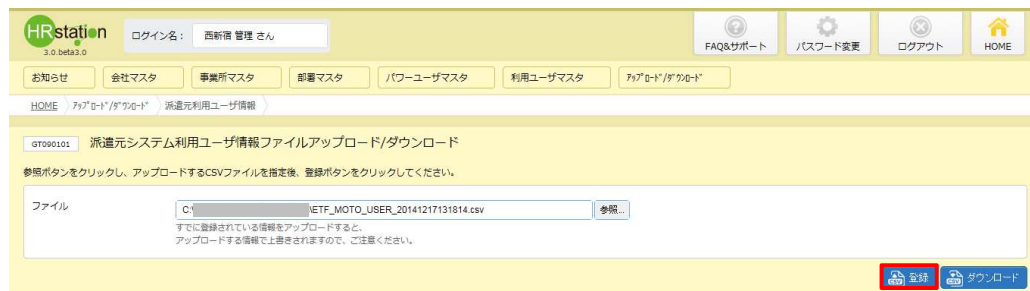 HRstation
3.0.beta3.0
ログイン名： 西新宿 管理 さん
FAQ&サポート
パスワード変更
ログアウト
HOME
お知らせ
会社マスタ
事業所マスタ
部署マスタ
パワーユーザマスタ
利用ユーザマスタ
ｱｯﾌﾟﾛｰﾄﾞ/ﾀﾞｳﾝﾛｰﾄﾞ
HOME ｱｯﾌﾟﾛｰﾄﾞ/ﾀﾞｳﾝﾛｰﾄﾞ 派遣元利用ユーザ情報
GT090101 派遣元システム利用ユーザ情報ファイルアップロード/ダウンロード
参照ボタンをクリックし、アップロードするCSVファイルを指定後、登録ボタンをクリックしてください。
ファイル
C:\ \ETF_MOTO_USER_20141217131814.csv 参照...
すでに登録されている情報をアップロードすると、
アップロードする情報で上書きされますので、ご注意ください。
CSV 登録
CSV ダウンロード